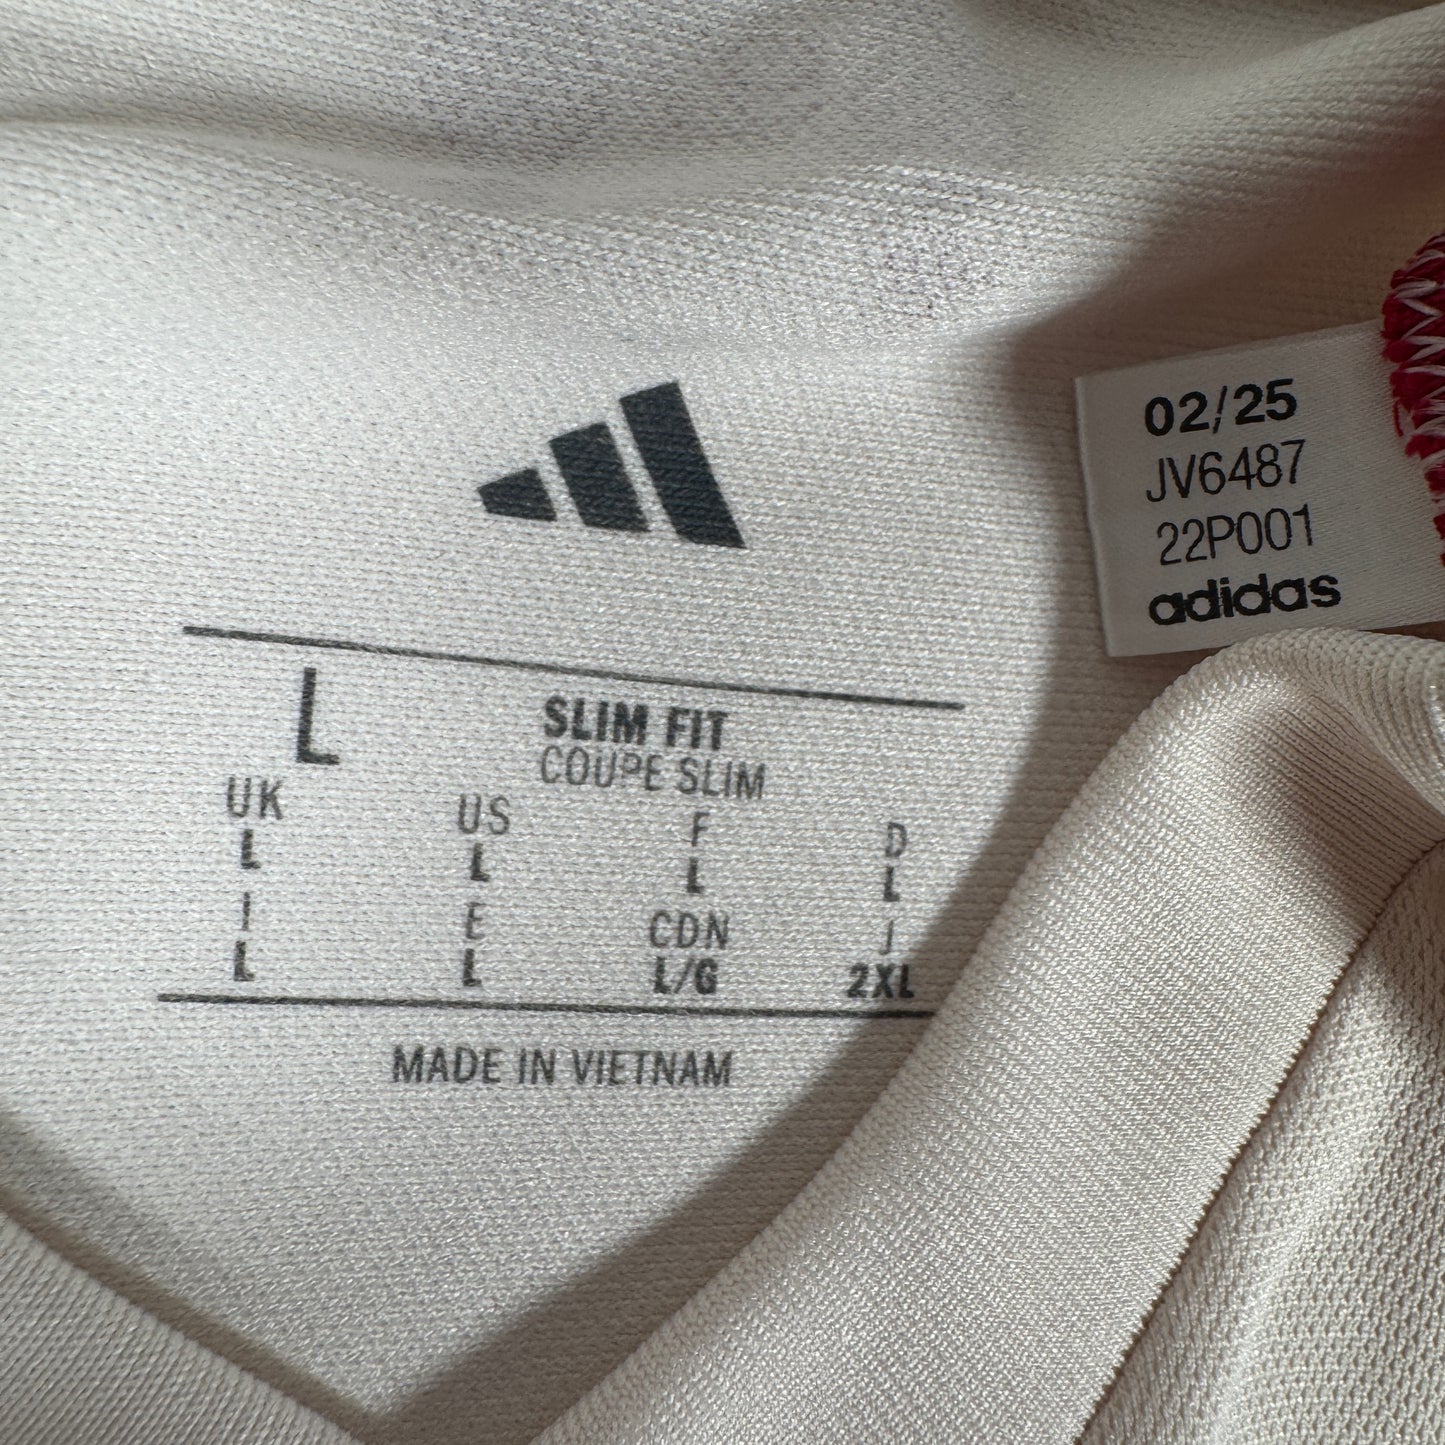 02/25
JV6487
22P001
adidas
L
SLIM FIT
COUPE SLIM
UK US F D
L L L L
I E CDN J
L L L/G 2XL
MADE IN VIETNAM